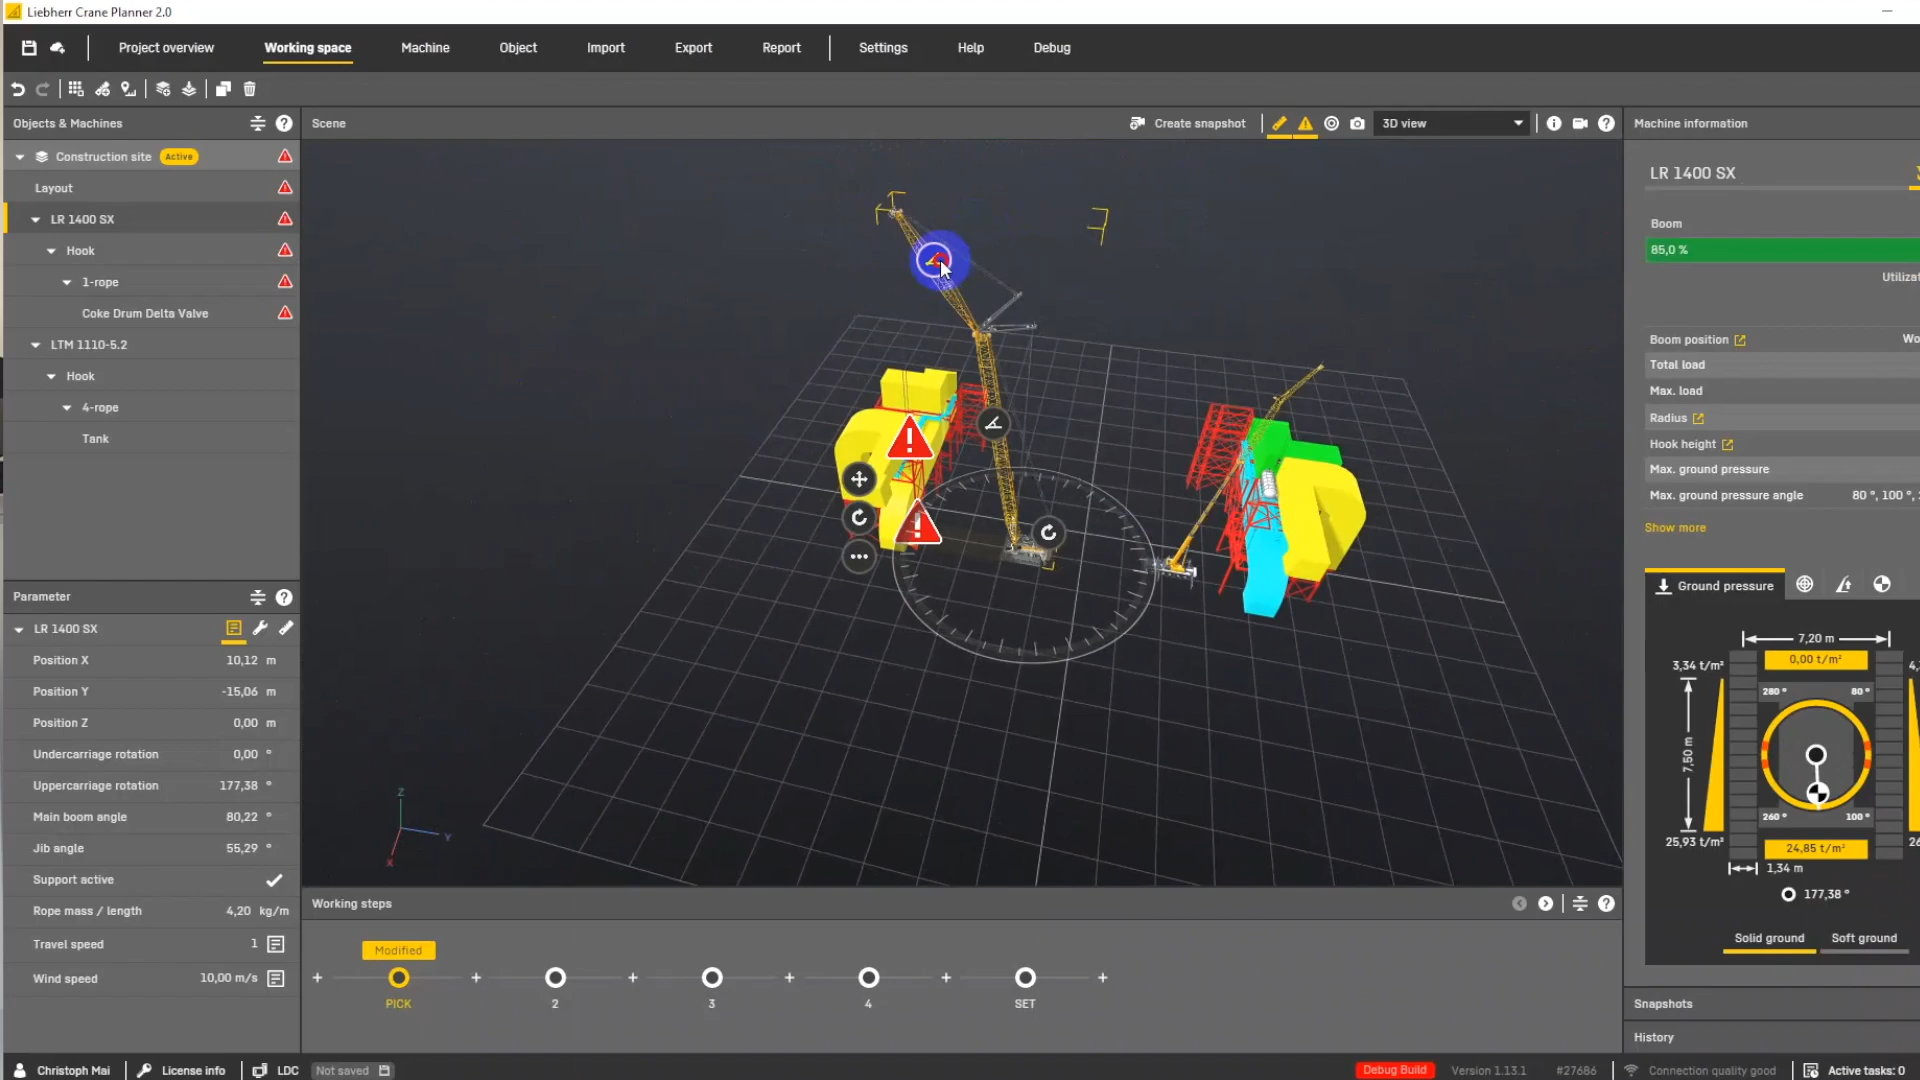 Liebherr Crane Planner 2.0
Project overview
Working space
Machine
Object
Import
Export
Report
Settings
Help
Debug
Objects & Machines
Construction site Active
Layout
LR 1400 SX
Hook
1-rope
Coke Drum Delta Valve
LTM 1110-5.2
Hook
4-rope
Tank
Parameter
LR 1400 SX
Position X 10,12 m
Position Y -15,06 m
Position Z 0,00 m
Undercarriage rotation 0,00 °
Uppercarriage rotation 177,38 °
Main boom angle 80,22 °
Jib angle 55,29 °
Support active
Rope mass / length 4,20 kg/m
Travel speed 1
Wind speed 10,00 m/s
Scene
Create snapshot
3D view
Z
Y
X
Working steps
Modified
PICK
2
3
4
SET
Machine information
LR 1400 SX
Boom
85,0 %
Utilizat
Boom position Wo
Total load
Max. load
Radius
Hook height
Max. ground pressure
Max. ground pressure angle 80 °, 100 °,
Show more
Ground pressure
7,20 m
3,34 t/m²
0,00 t/m²
4,
280 °
80 °
7,50 m
260 °
100 °
25,93 t/m²
24,85 t/m²
26
1,34 m
177,38 °
Solid ground
Soft ground
Snapshots
History
Christoph Mai
License info
LDC
Not saved
Debug Build
Version 1.13.1
#27686
Connection quality good
Active tasks: 0